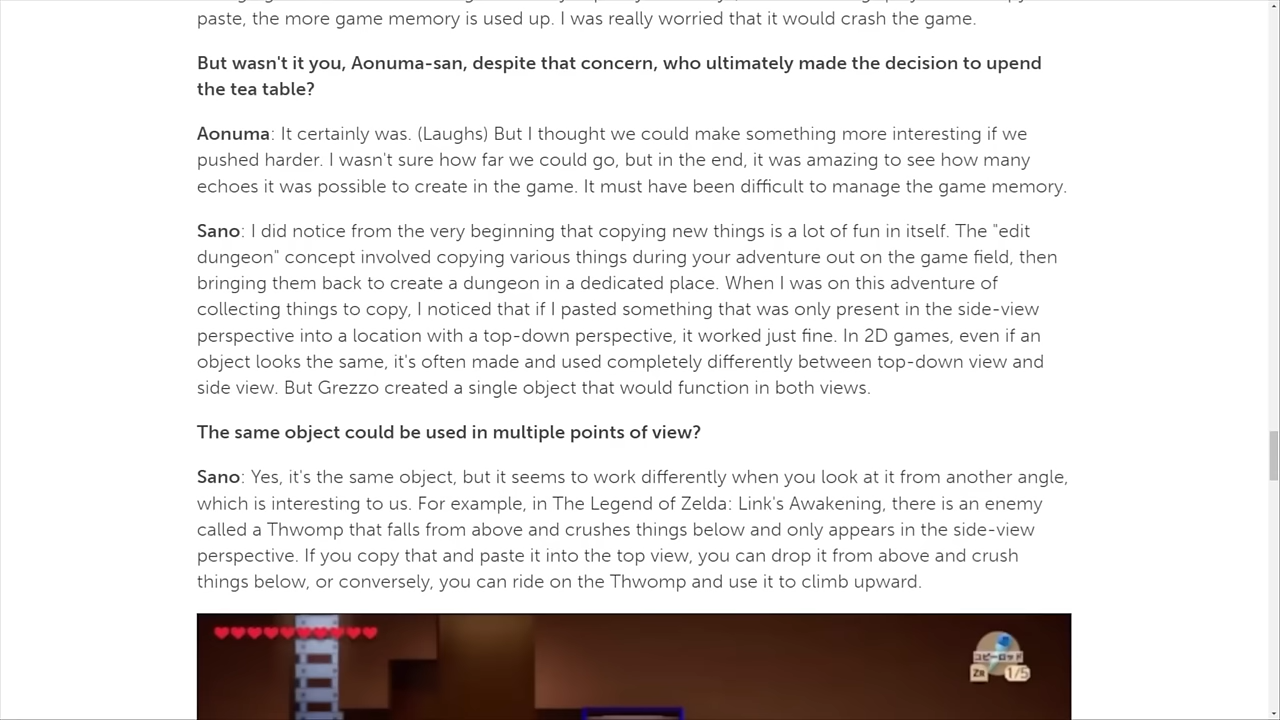 paste, the more game memory is used up. I was really worried that it would crash the game.
But wasn't it you, Aonuma-san, despite that concern, who ultimately made the decision to upend
the tea table?
Aonuma: It certainly was. (Laughs) But I thought we could make something more interesting if we
pushed harder. I wasn't sure how far we could go, but in the end, it was amazing to see how many
echoes it was possible to create in the game. It must have been difficult to manage the game memory.
Sano: I did notice from the very beginning that copying new things is a lot of fun in itself. The "edit
dungeon" concept involved copying various things during your adventure out on the game field, then
bringing them back to create a dungeon in a dedicated place. When I was on this adventure of
collecting things to copy, I noticed that if I pasted something that was only present in the side-view
perspective into a location with a top-down perspective, it worked just fine. In 2D games, even if an
object looks the same, it's often made and used completely differently between top-down view and
side view. But Grezzo created a single object that would function in both views.
The same object could be used in multiple points of view?
Sano: Yes, it's the same object, but it seems to work differently when you look at it from another angle,
which is interesting to us. For example, in The Legend of Zelda: Link's Awakening, there is an enemy
called a Thwomp that falls from above and crushes things below and only appears in the side-view
perspective. If you copy that and paste it into the top view, you can drop it from above and crush
things below, or conversely, you can ride on the Thwomp and use it to climb upward.
コピーロッド
ZR 1/5